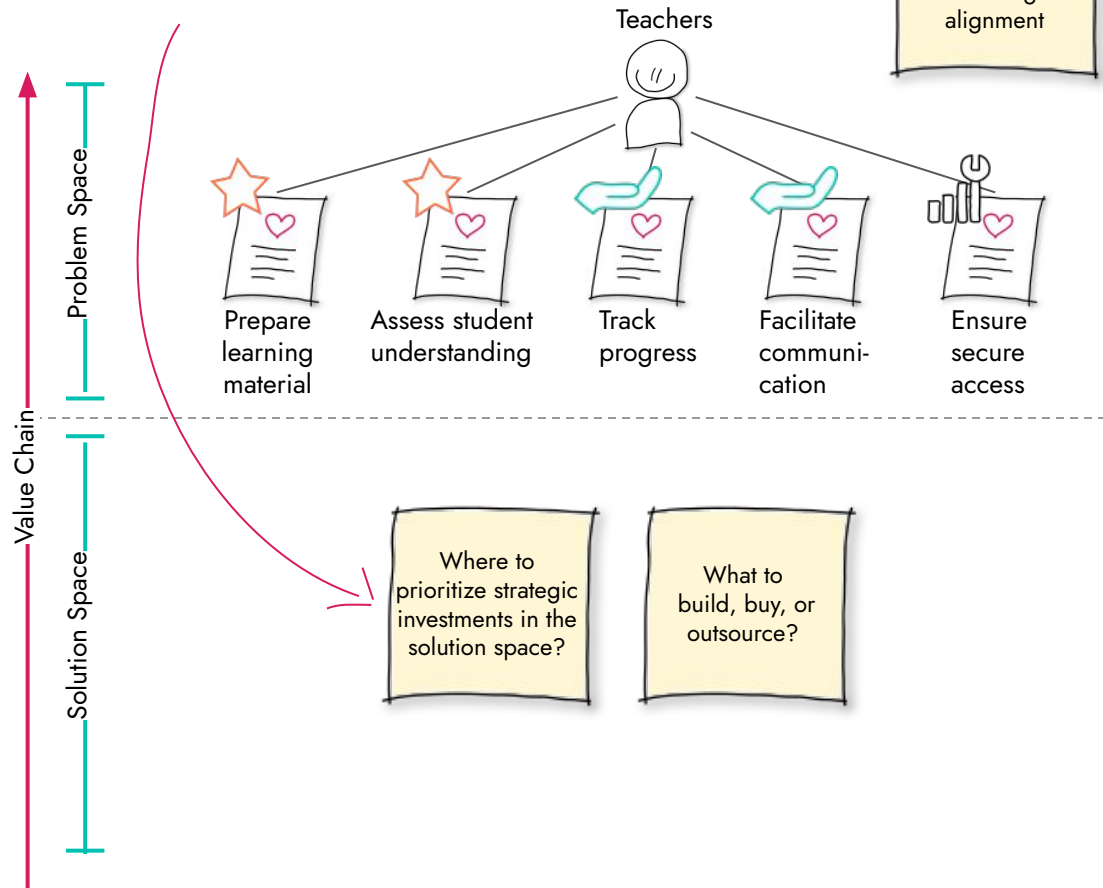 Teachers
alignment
Problem Space
Prepare
learning
material
Assess student
understanding
Track
progress
Facilitate
communi-
cation
Ensure
secure
access
Value Chain
Solution Space
Where to
prioritize strategic
investments in the
solution space?
What to
build, buy, or
outsource?